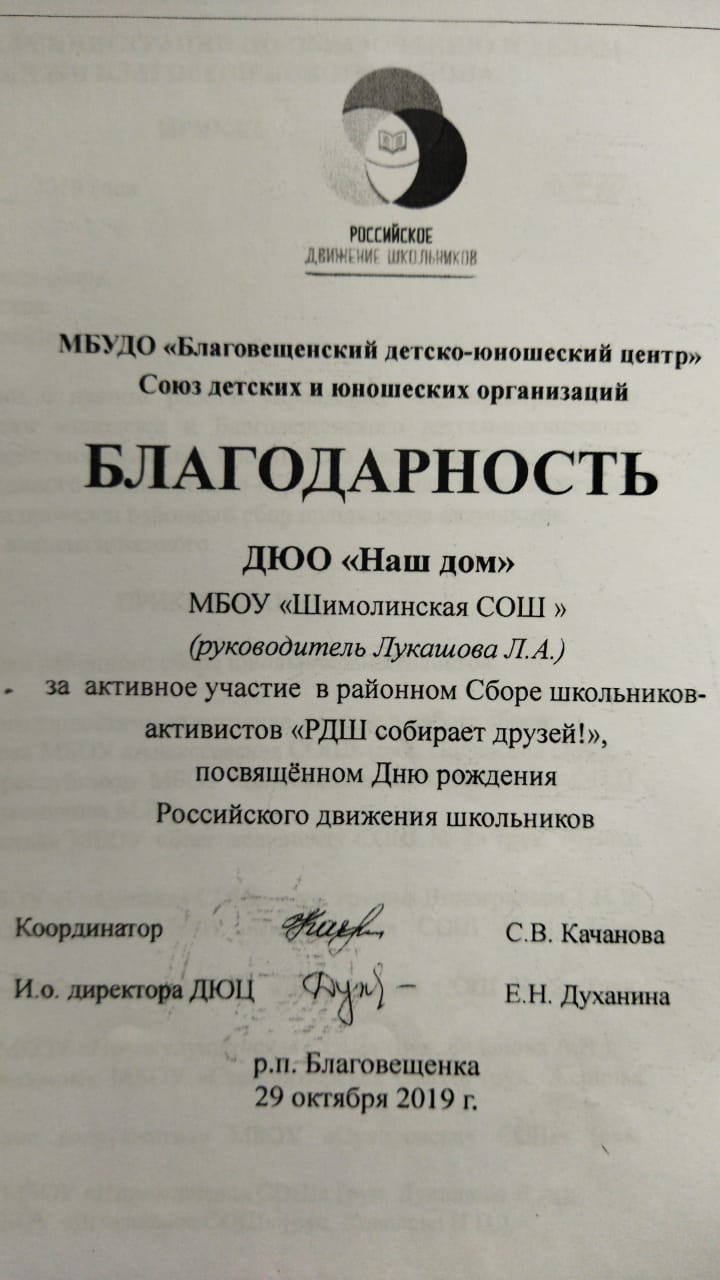 РОССИЙСКОЕ
ДВИЖЕНИЕ ШКОЛЬНИКОВ
МБУДО «Благовещенский детско-юношеский центр»
Союз детских и юношеских организаций
БЛАГОДАРНОСТЬ
ДЮО «Наш дом»
МБОУ «Шимолинская СОШ »
(руководитель Лукашова Л.А.)
за активное участие в районном Сборе школьников-
активистов «РДШ собирает друзей!»,
посвящённом Дню рождения
Российского движения школьников
Координатор С.В. Качанова
И.о. директора ДЮЦ Е.Н. Духанина
р.п. Благовещенка
29 октября 2019 г.